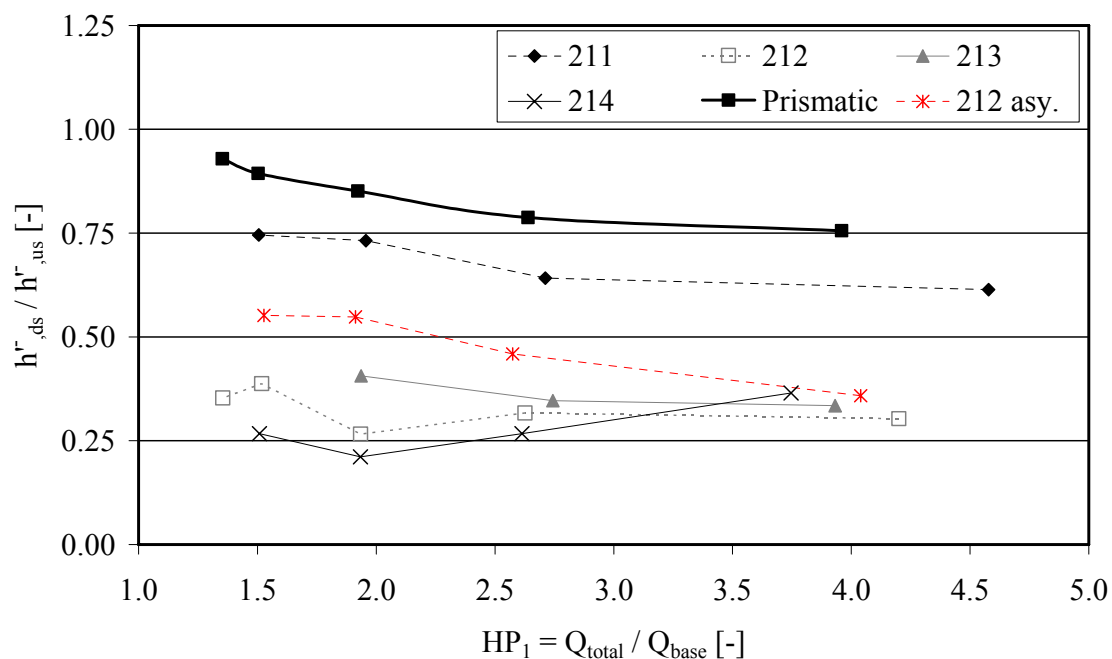 1.25
1.00
0.75
0.50
0.25
0.00
h'⁻,ds / h'⁻,us [-]
211 212 213
214 Prismatic 212 asy.
1.0 1.5 2.0 2.5 3.0 3.5 4.0 4.5 5.0
HP₁ = Q_total / Q_base [-]